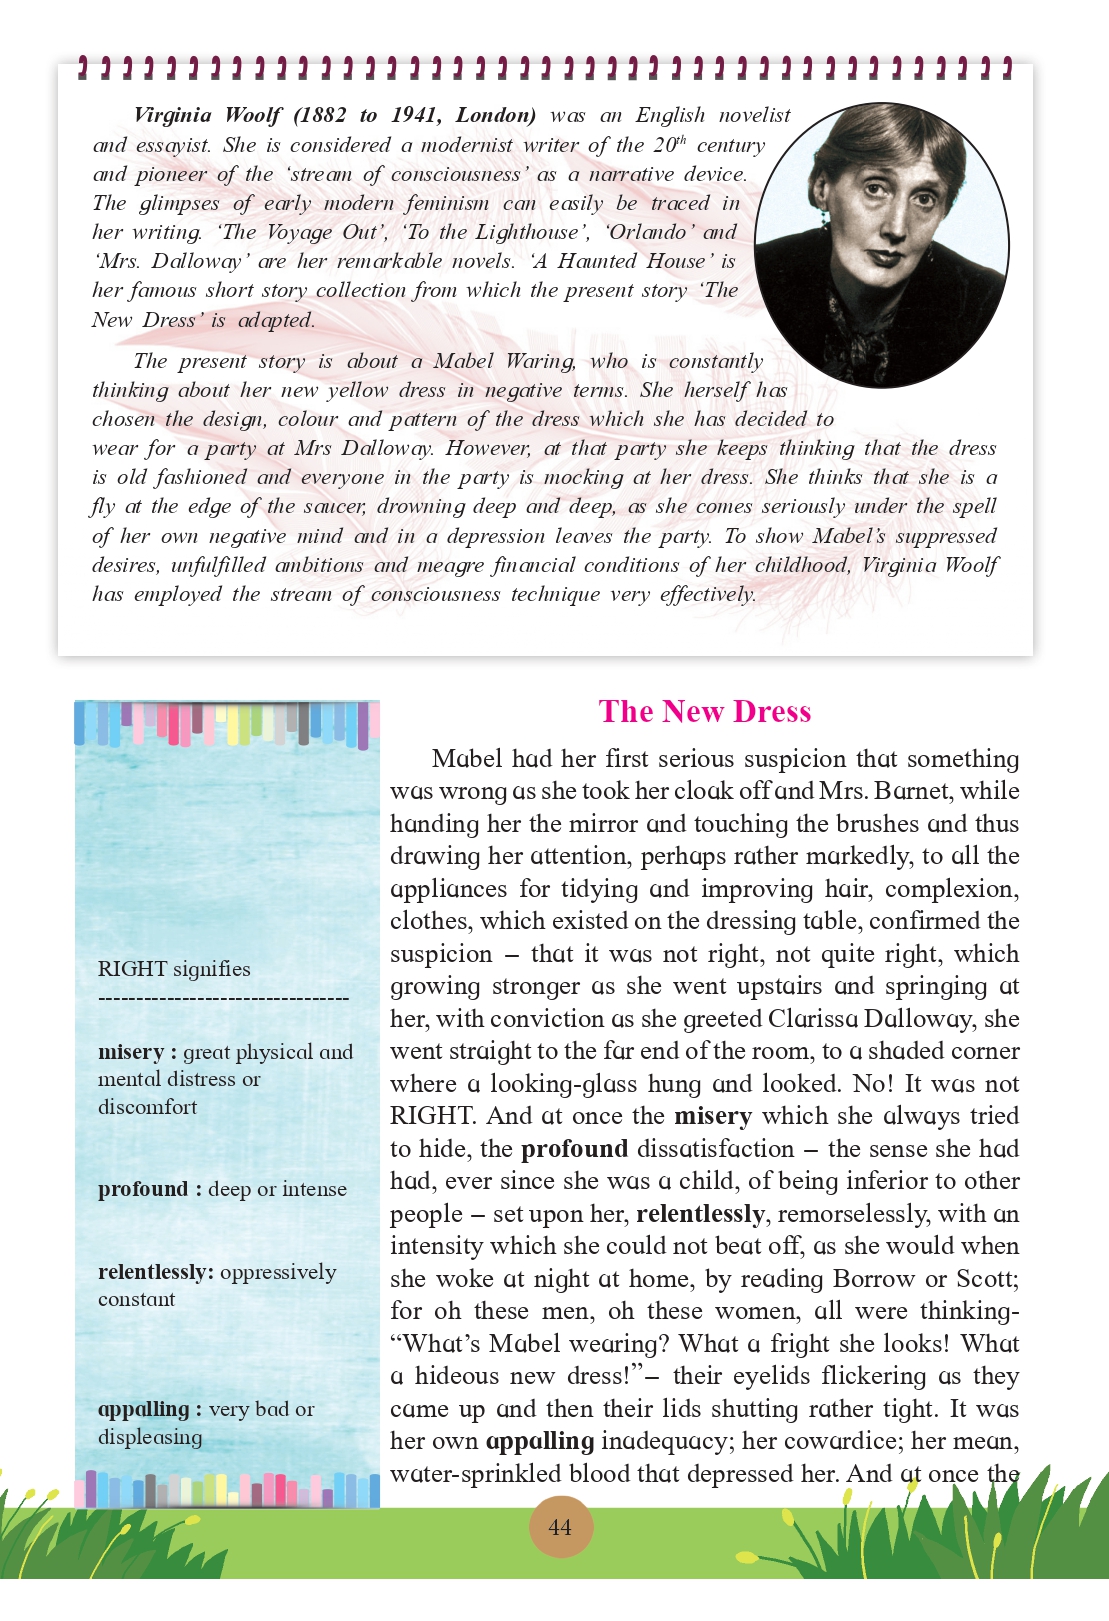 Virginia Woolf (1882 to 1941, London) was an English novelist
and essayist. She is considered a modernist writer of the 20th century
and pioneer of the ‘stream of consciousness’ as a narrative device.
The glimpses of early modern feminism can easily be traced in
her writing. ‘The Voyage Out’, ‘To the Lighthouse’, ‘Orlando’ and
‘Mrs. Dalloway’ are her remarkable novels. ‘A Haunted House’ is
her famous short story collection from which the present story ‘The
New Dress’ is adapted.
The present story is about a Mabel Waring, who is constantly
thinking about her new yellow dress in negative terms. She herself has
chosen the design, colour and pattern of the dress which she has decided to
wear for a party at Mrs Dalloway. However, at that party she keeps thinking that the dress
is old fashioned and everyone in the party is mocking at her dress. She thinks that she is a
fly at the edge of the saucer, drowning deep and deep, as she comes seriously under the spell
of her own negative mind and in a depression leaves the party. To show Mabel’s suppressed
desires, unfulfilled ambitions and meagre financial conditions of her childhood, Virginia Woolf
has employed the stream of consciousness technique very effectively.
RIGHT signifies
---------------------------------
misery : great physical and
mental distress or
discomfort
profound : deep or intense
relentlessly: oppressively
constant
appalling : very bad or
displeasing
The New Dress
Mabel had her first serious suspicion that something
was wrong as she took her cloak off and Mrs. Barnet, while
handing her the mirror and touching the brushes and thus
drawing her attention, perhaps rather markedly, to all the
appliances for tidying and improving hair, complexion,
clothes, which existed on the dressing table, confirmed the
suspicion – that it was not right, not quite right, which
growing stronger as she went upstairs and springing at
her, with conviction as she greeted Clarissa Dalloway, she
went straight to the far end of the room, to a shaded corner
where a looking-glass hung and looked. No! It was not
RIGHT. And at once the misery which she always tried
to hide, the profound dissatisfaction – the sense she had
had, ever since she was a child, of being inferior to other
people – set upon her, relentlessly, remorselessly, with an
intensity which she could not beat off, as she would when
she woke at night at home, by reading Borrow or Scott;
for oh these men, oh these women, all were thinking-
“What’s Mabel wearing? What a fright she looks! What
a hideous new dress!”– their eyelids flickering as they
came up and then their lids shutting rather tight. It was
her own appalling inadequacy; her cowardice; her mean,
water-sprinkled blood that depressed her. And at once the
44